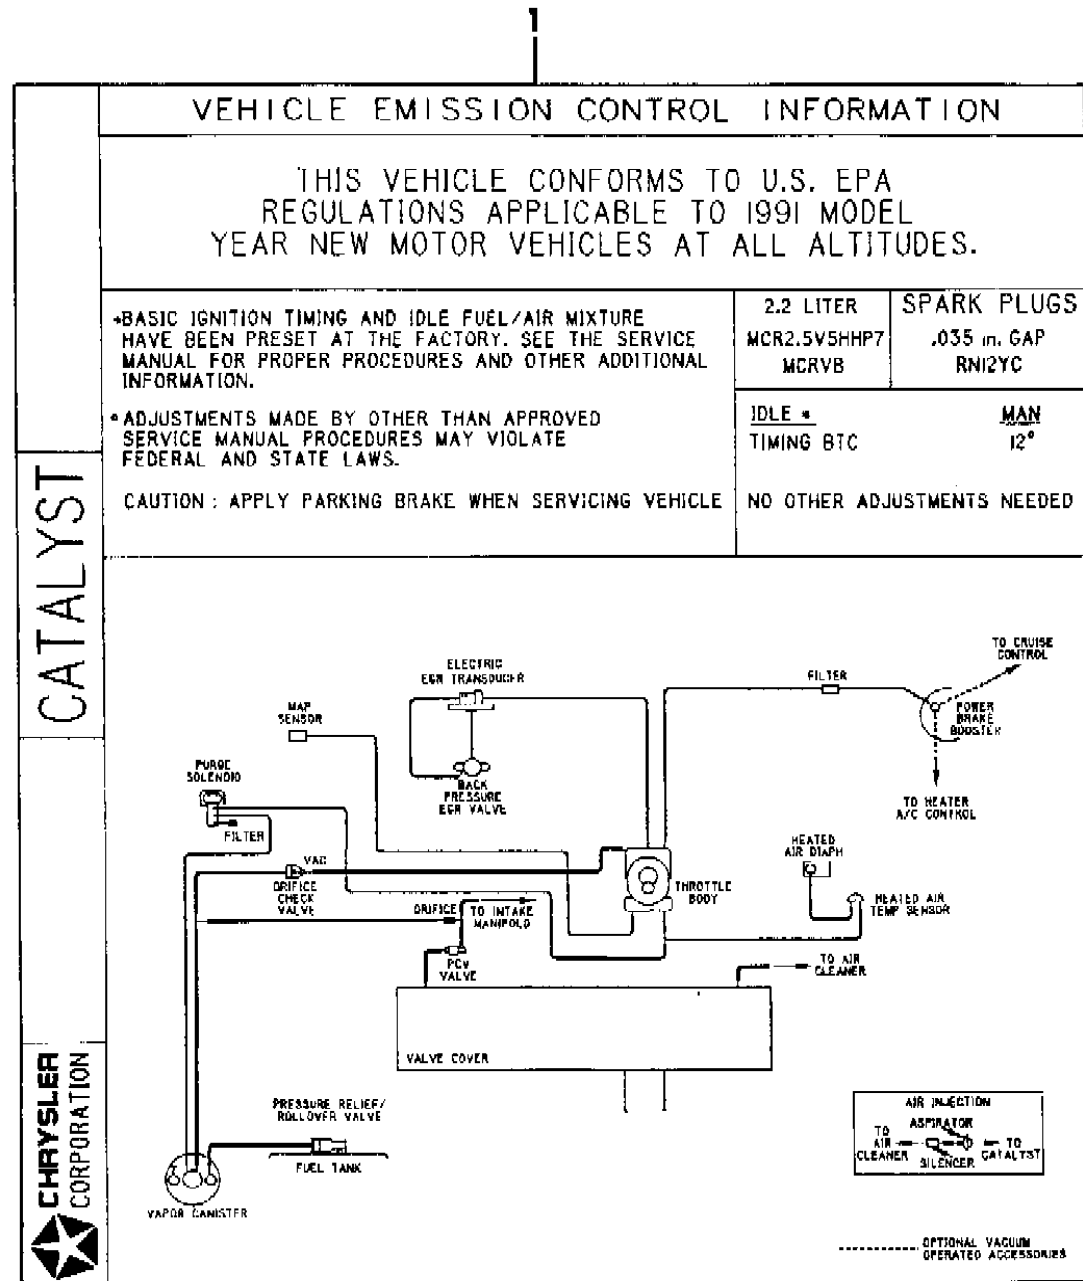 1
VEHICLE EMISSION CONTROL INFORMATION
THIS VEHICLE CONFORMS TO U.S. EPA
REGULATIONS APPLICABLE TO 1991 MODEL
YEAR NEW MOTOR VEHICLES AT ALL ALTITUDES.
*BASIC IGNITION TIMING AND IDLE FUEL/AIR MIXTURE
HAVE BEEN PRESET AT THE FACTORY. SEE THE SERVICE
MANUAL FOR PROPER PROCEDURES AND OTHER ADDITIONAL
INFORMATION.
*ADJUSTMENTS MADE BY OTHER THAN APPROVED
SERVICE MANUAL PROCEDURES MAY VIOLATE
FEDERAL AND STATE LAWS.
CAUTION : APPLY PARKING BRAKE WHEN SERVICING VEHICLE
2.2 LITER
MCR2.5V5HHP7
MCRVB
SPARK PLUGS
.035 in. GAP
RN12YC
IDLE * MAN
TIMING BTC 12°
NO OTHER ADJUSTMENTS NEEDED
CATALYST
CHRYSLER
CORPORATION
TO CRUISE
CONTROL
ELECTRIC
EGR TRANSDUCER
FILTER
MAP
SENSOR
POWER
BRAKE
BOOSTER
PURGE
SOLENOID
BACK
PRESSURE
EGR VALVE
TO HEATER
A/C CONTROL
FILTER
HEATED
AIR DIAPH
VAC
ORIFICE
CHECK
VALVE
THROTTLE
BODY
ORIFICE
TO INTAKE
MANIFOLD
HEATED AIR
TEMP SENSOR
PCV
VALVE
TO AIR
CLEANER
VALVE COVER
PRESSURE RELIEF/
ROLLOVER VALVE
FUEL TANK
VAPOR CANISTER
AIR INJECTION
ASPIRATOR
TO
AIR
CLEANER
SILENCER
TO
CATALYST
OPTIONAL VACUUM
OPERATED ACCESSORIES